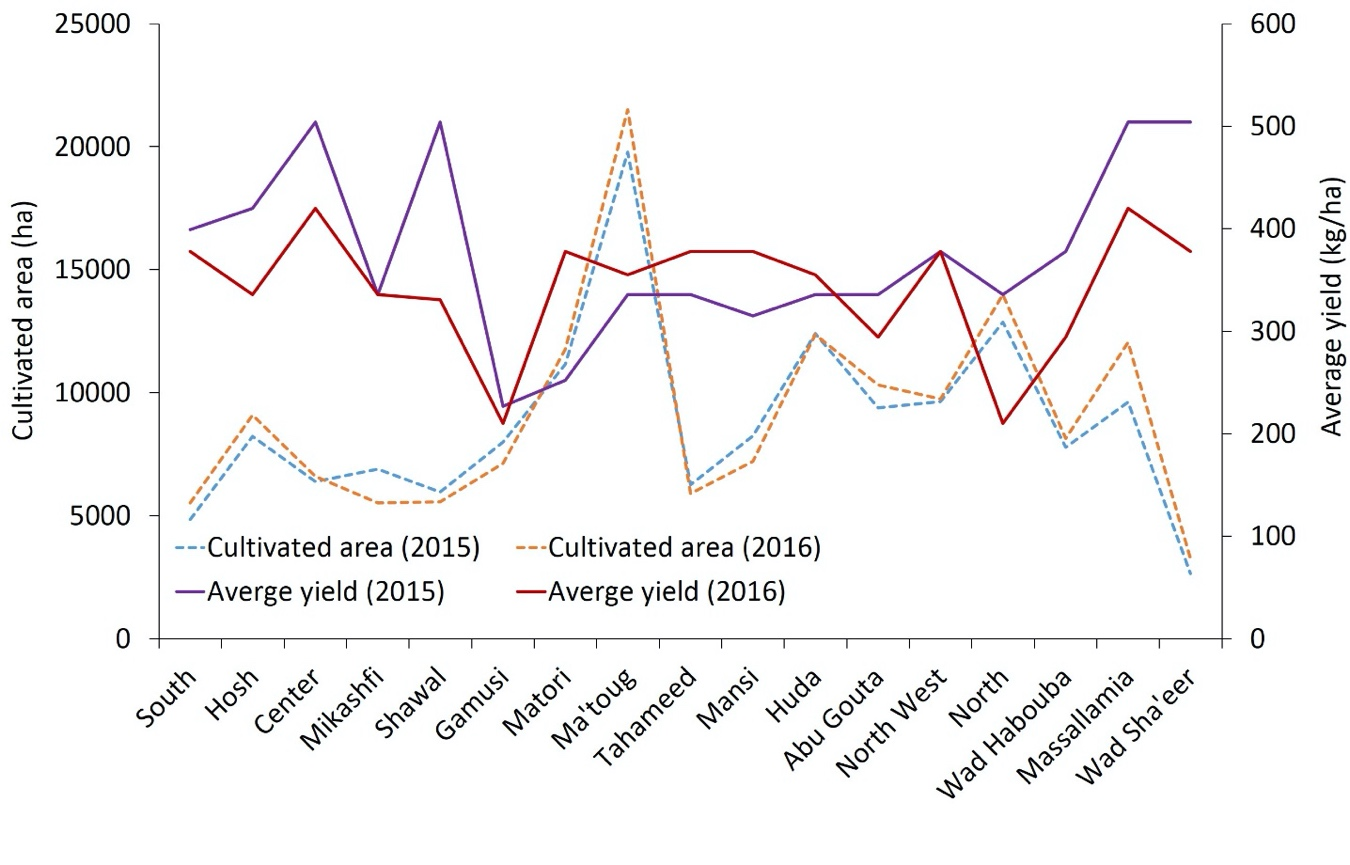 25000
20000
15000
10000
5000
0
Cultivated area (ha)
600
500
400
300
200
100
0
Average yield (kg/ha)
Cultivated area (2015)
Cultivated area (2016)
Averge yield (2015)
Averge yield (2016)
South
Hosh
Center
Mikashfi
Shawal
Gamusi
Matori
Ma'toug
Tahameed
Mansi
Huda
Abu Gouta
North West
North
Wad Habouba
Massallamia
Wad Sha'eer